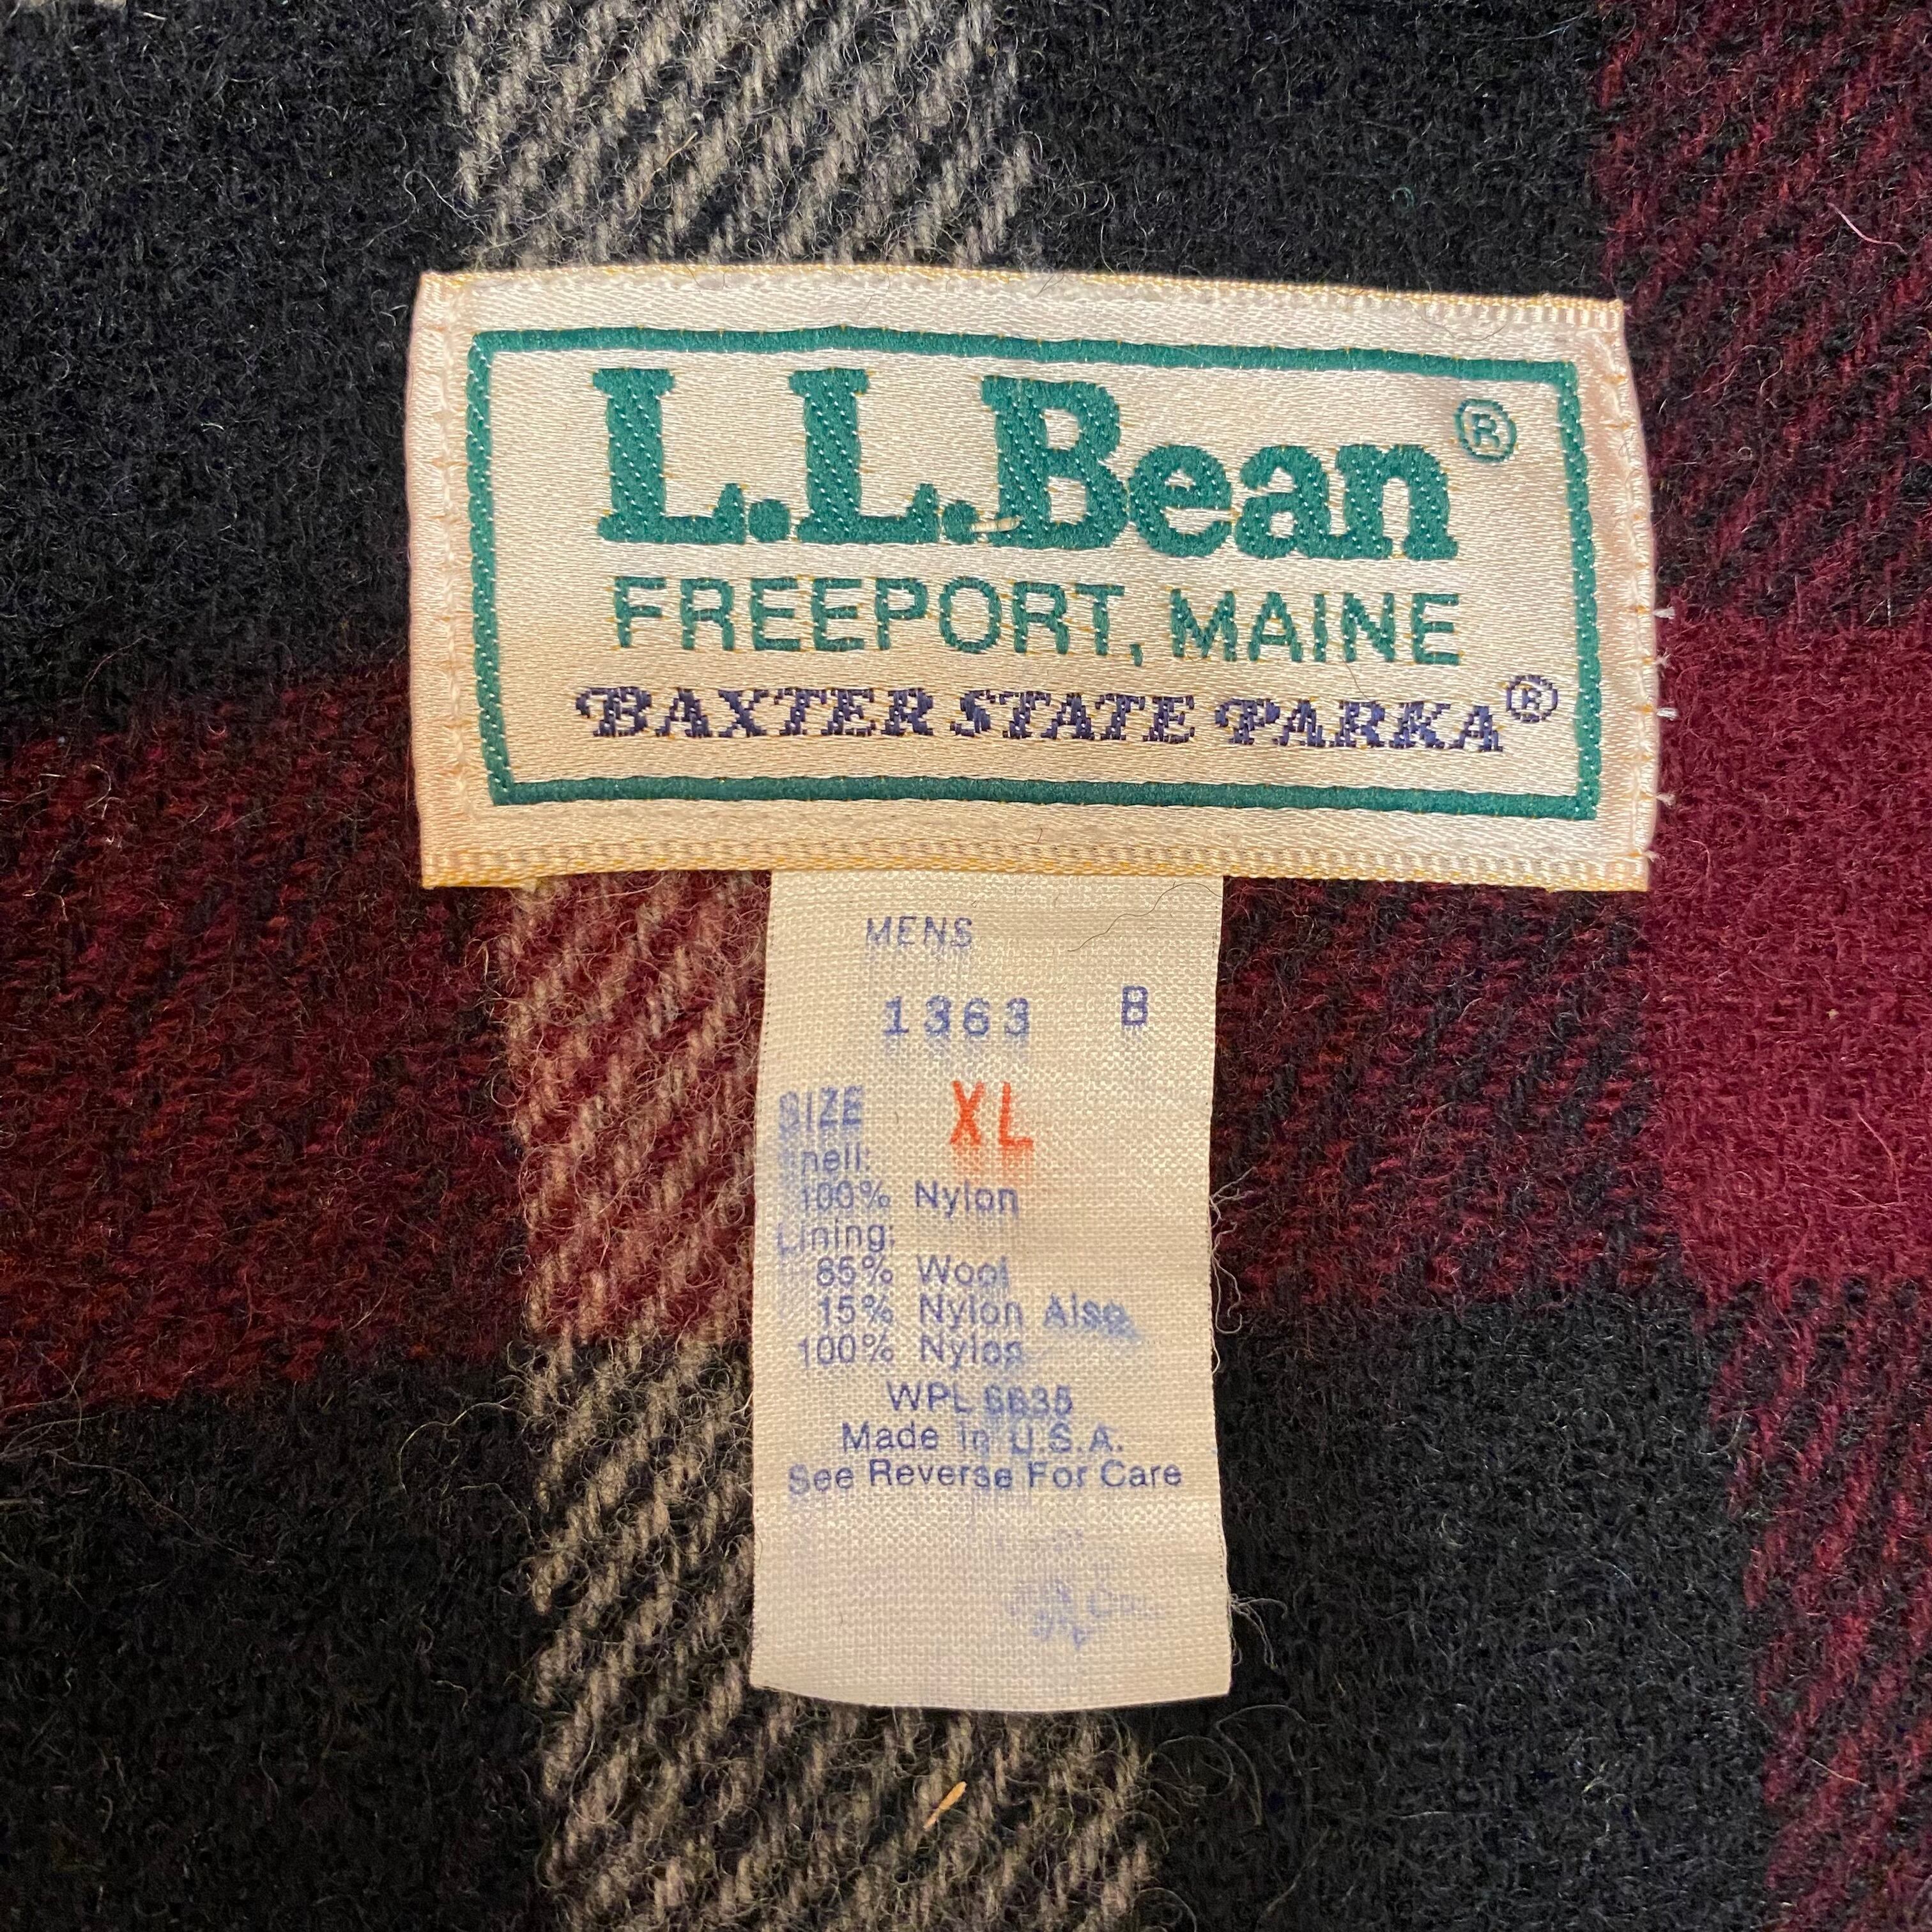 L.L.Bean®
FREEPORT, MAINE
BAXTER STATE PARKA®
MENS
1363 B
SIZE XL
Shell:
100% Nylon
Lining:
85% Wool
15% Nylon Also
100% Nylon
WPL 6635
Made in U.S.A.
See Reverse For Care